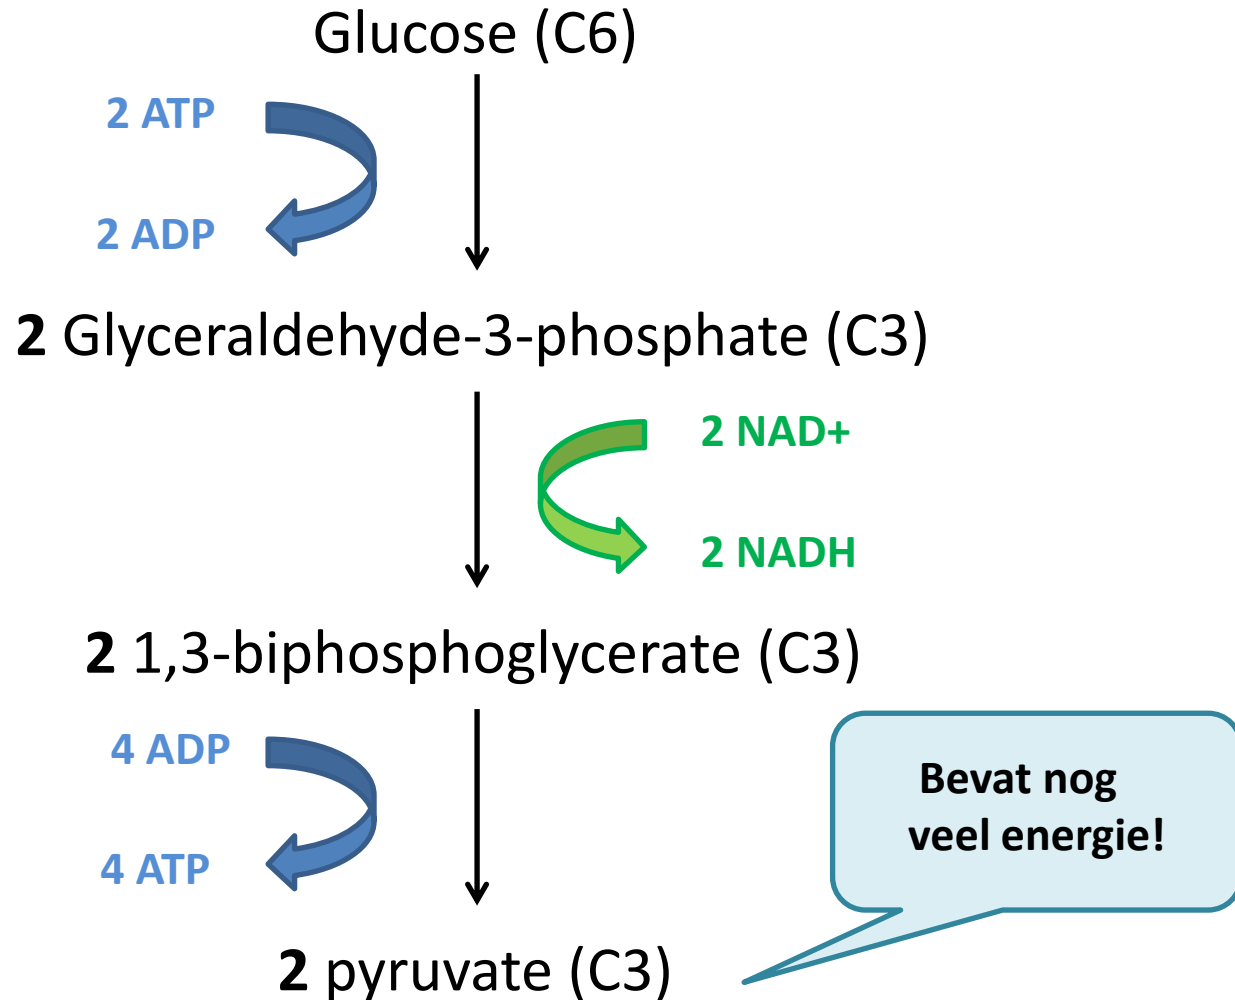 Glucose (C6)
2 ATP
2 ADP
2 Glyceraldehyde-3-phosphate (C3)
2 NAD+
2 NADH
2 1,3-biphosphoglycerate (C3)
4 ADP
4 ATP
Bevat nog
veel energie!
2 pyruvate (C3)